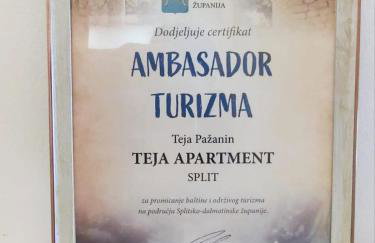 ŽUPANIJA
Dodjeljuje certifikat
AMBASADOR
TURIZMA
Teja Pažanin
TEJA APARTMENT
SPLIT
za promicanje baštine i održivog turizma
na području Splitsko-dalmatinske županije.